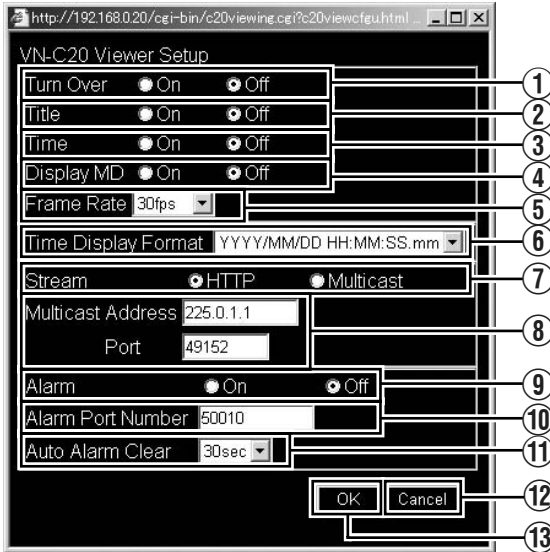 http://192.168.0.20/cgi-bin/c20viewing.cgi?c20viewcfgu.html ...
VN-C20 Viewer Setup
Turn Over On Off ①
Title On Off ②
Time On Off ③
Display MD On Off ④
Frame Rate 30fps ⑤
Time Display Format YYYY/MM/DD HH:MM:SS.mm ⑥
Stream HTTP Multicast ⑦
Multicast Address 225.0.1.1
Port 49152 ⑧
Alarm On Off ⑨
Alarm Port Number 50010 ⑩
Auto Alarm Clear 30sec ⑪
OK Cancel ⑫
⑬